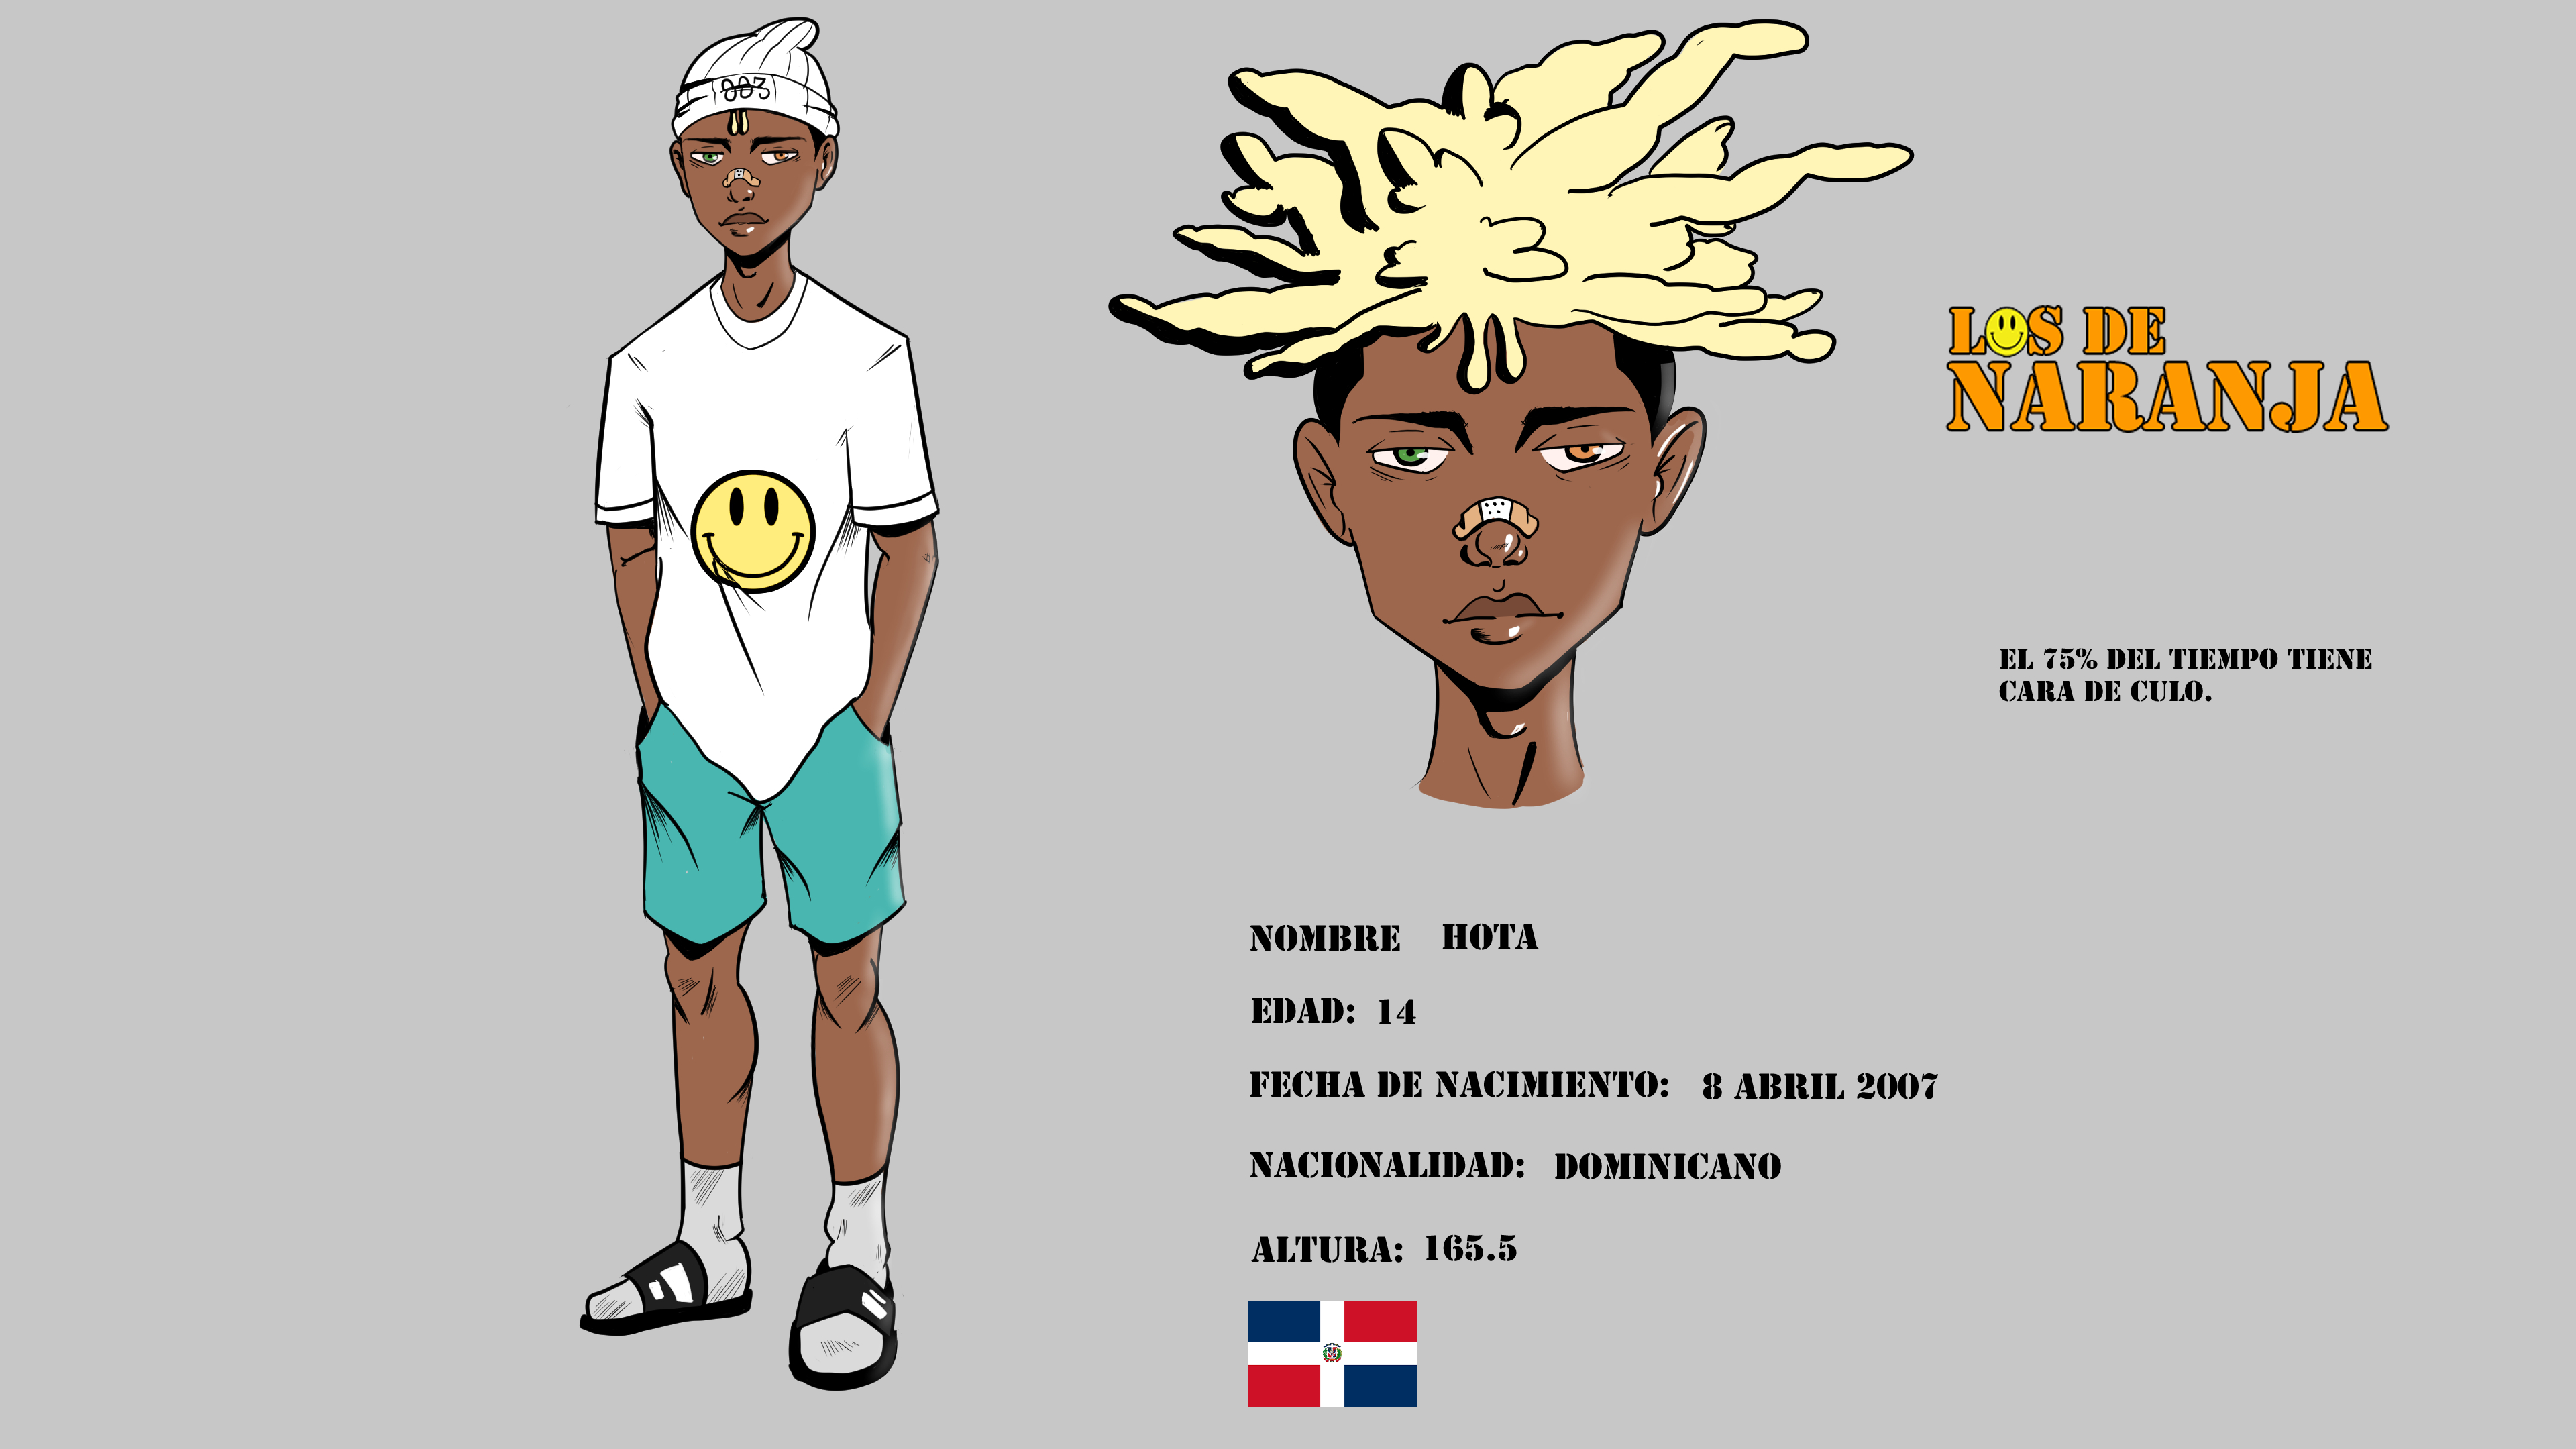 003
LOS DE
NARANJA
EL 75% DEL TIEMPO TIENE
CARA DE CULO.
NOMBRE HOTA
EDAD: 14
FECHA DE NACIMIENTO: 8 ABRIL 2007
NACIONALIDAD: DOMINICANO
ALTURA: 165.5